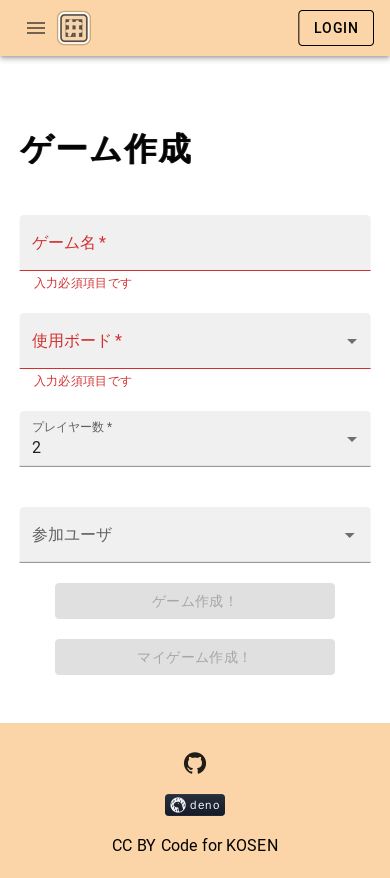 LOGIN
ゲーム作成
ゲーム名 *
入力必須項目です
使用ボード *
入力必須項目です
プレイヤー数 *
2
参加ユーザ
ゲーム作成！
マイゲーム作成！
deno
CC BY Code for KOSEN